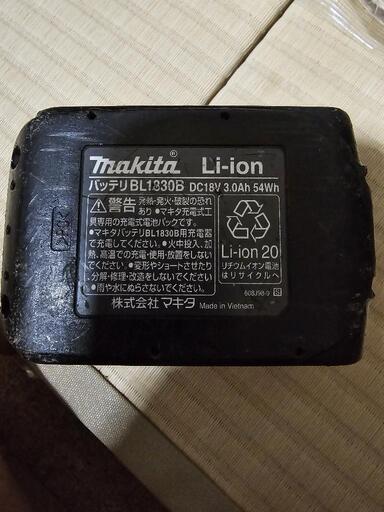 makita® Li-ion
バッテリBL1830B DC18V 3.0Ah 54Wh
⚠警告 発熱・発火・破裂の恐れ
あり ●マキタ充電式工
具専用の充電式電池パックです。
●マキタバッテリBL1830B用充電器
で充電してください。●火中投入、加
熱、高温での充電・使用・放置をしない
でください。●変形やショートさせたり
分解・修理・改造をしないでください。
●雨や水にぬらさないでください。
Li-ion 20
リチウムイオン電池
はリサイクルへ
株式会社マキタ Made in Vietnam